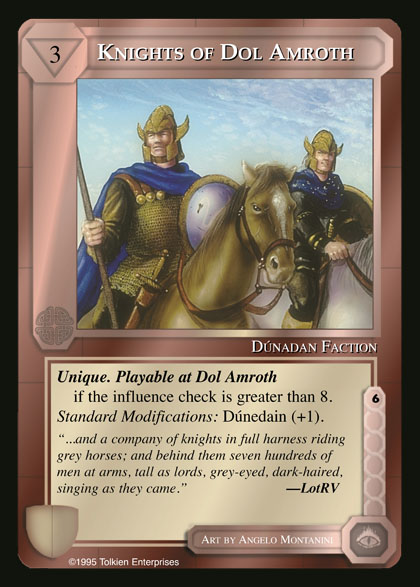 3
KNIGHTS OF DOL AMROTH
DÚNADAN FACTION
Unique. Playable at Dol Amroth
if the influence check is greater than 8.
Standard Modifications: Dúnedain (+1).
6
“...and a company of knights in full harness riding
grey horses; and behind them seven hundreds of
men at arms, tall as lords, grey-eyed, dark-haired,
singing as they came.” —LotRV
ART BY ANGELO MONTANINI
©1995 Tolkien Enterprises